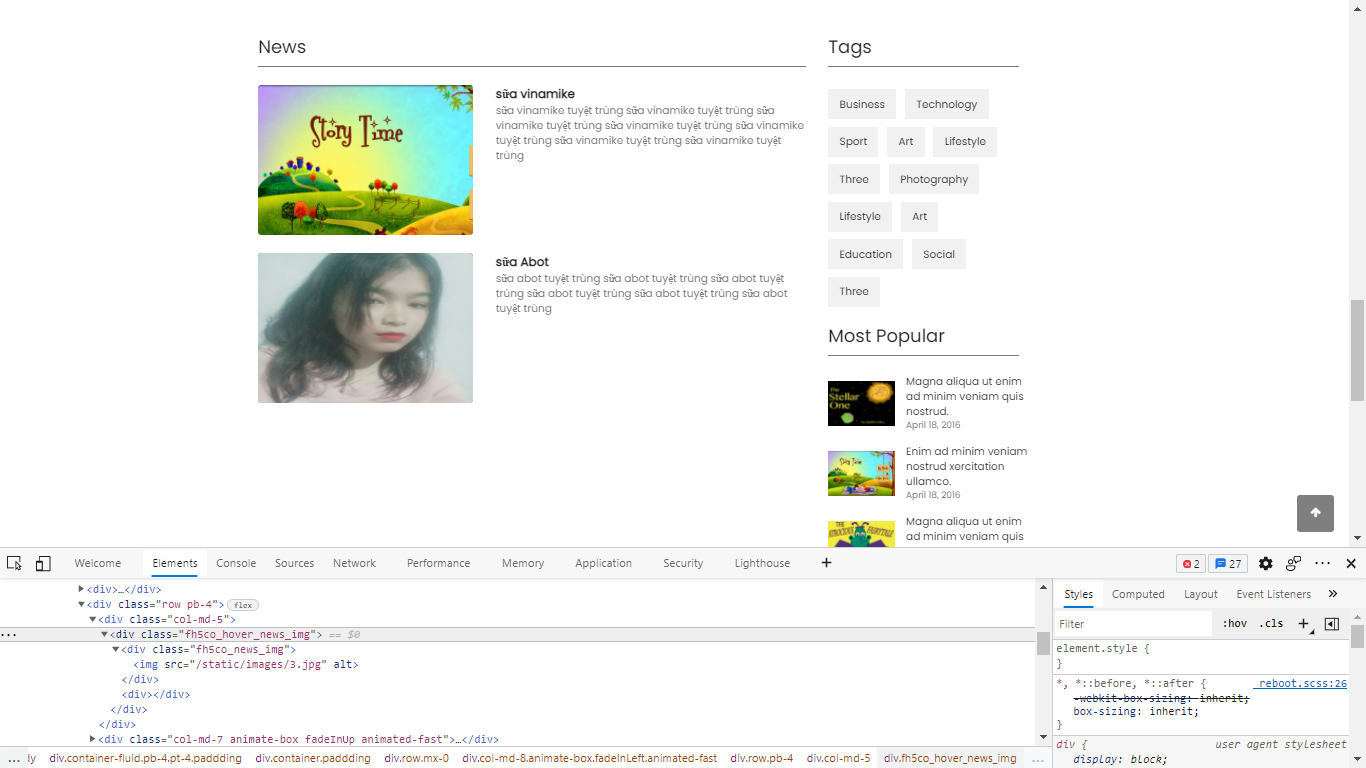 News
Story Time
sữa vinamike
sữa vinamike tuyệt trùng sữa vinamike tuyệt trùng sữa
vinamike tuyệt trùng sữa vinamike tuyệt trùng sữa vinamike
tuyệt trùng sữa vinamike tuyệt trùng sữa vinamike tuyệt
trùng
sữa Abot
sữa abot tuyệt trùng sữa abot tuyệt trùng sữa abot tuyệt
trùng sữa abot tuyệt trùng sữa abot tuyệt trùng sữa abot
tuyệt trùng
Tags
Business Technology
Sport Art Lifestyle
Three Photography
Lifestyle Art
Education Social
Three
Most Popular
The
Stellar
One
Magna aliqua ut enim
ad minim veniam quis
nostrud.
April 18, 2016
Story Time
Enim ad minim veniam
nostrud xercitation
ullamco.
April 18, 2016
THE
FAIRYTALE
Magna aliqua ut enim
ad minim veniam quis
Welcome Elements Console Sources Network Performance Memory Application Security Lighthouse + 2 27
<div>…</div>
<div class="row pb-4"> flex
<div class="col-md-5">
... <div class="fh5co_hover_news_img"> == $0
<div class="fh5co_news_img">
<img src="/static/images/3.jpg" alt>
</div>
<div></div>
</div>
</div>
<div class="col-md-7 animate-box fadeInUp animated-fast">…</div>
... ly div.container-fluid.pb-4.pt-4.paddding div.container.paddding div.row.mx-0 div.col-md-8.animate-box.fadeInLeft.animated-fast div.row.pb-4 div.col-md-5 div.fh5co_hover_news_img ...
Styles Computed Layout Event Listeners »
Filter :hov .cls +
element.style {
}
*, *::before, *::after { _reboot.scss:26
-webkit-box-sizing: inherit;
box-sizing: inherit;
}
div { user agent stylesheet
display: block;